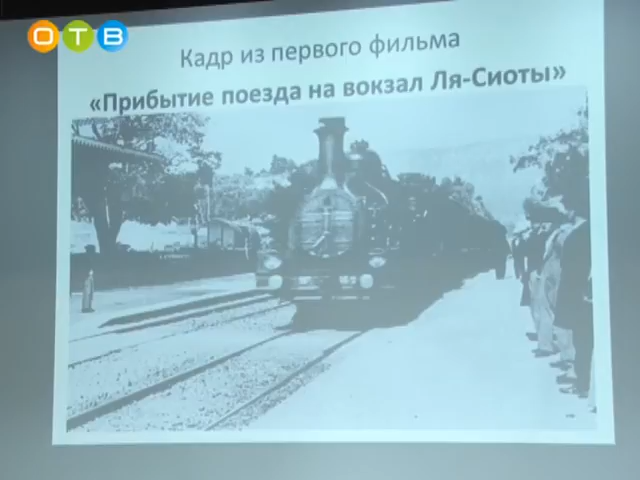 ОТВ
Кадр из первого фильма
«Прибытие поезда на вокзал Ля-Сиоты»